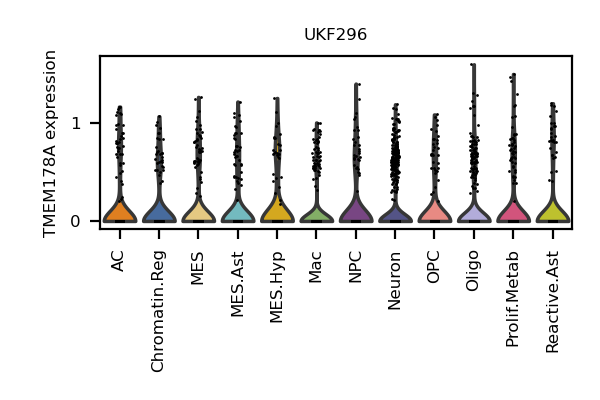 UKF296
TMEM178A expression
1
0
AC
Chromatin.Reg
MES
MES.Ast
MES.Hyp
Mac
NPC
Neuron
OPC
Oligo
Prolif.Metab
Reactive.Ast